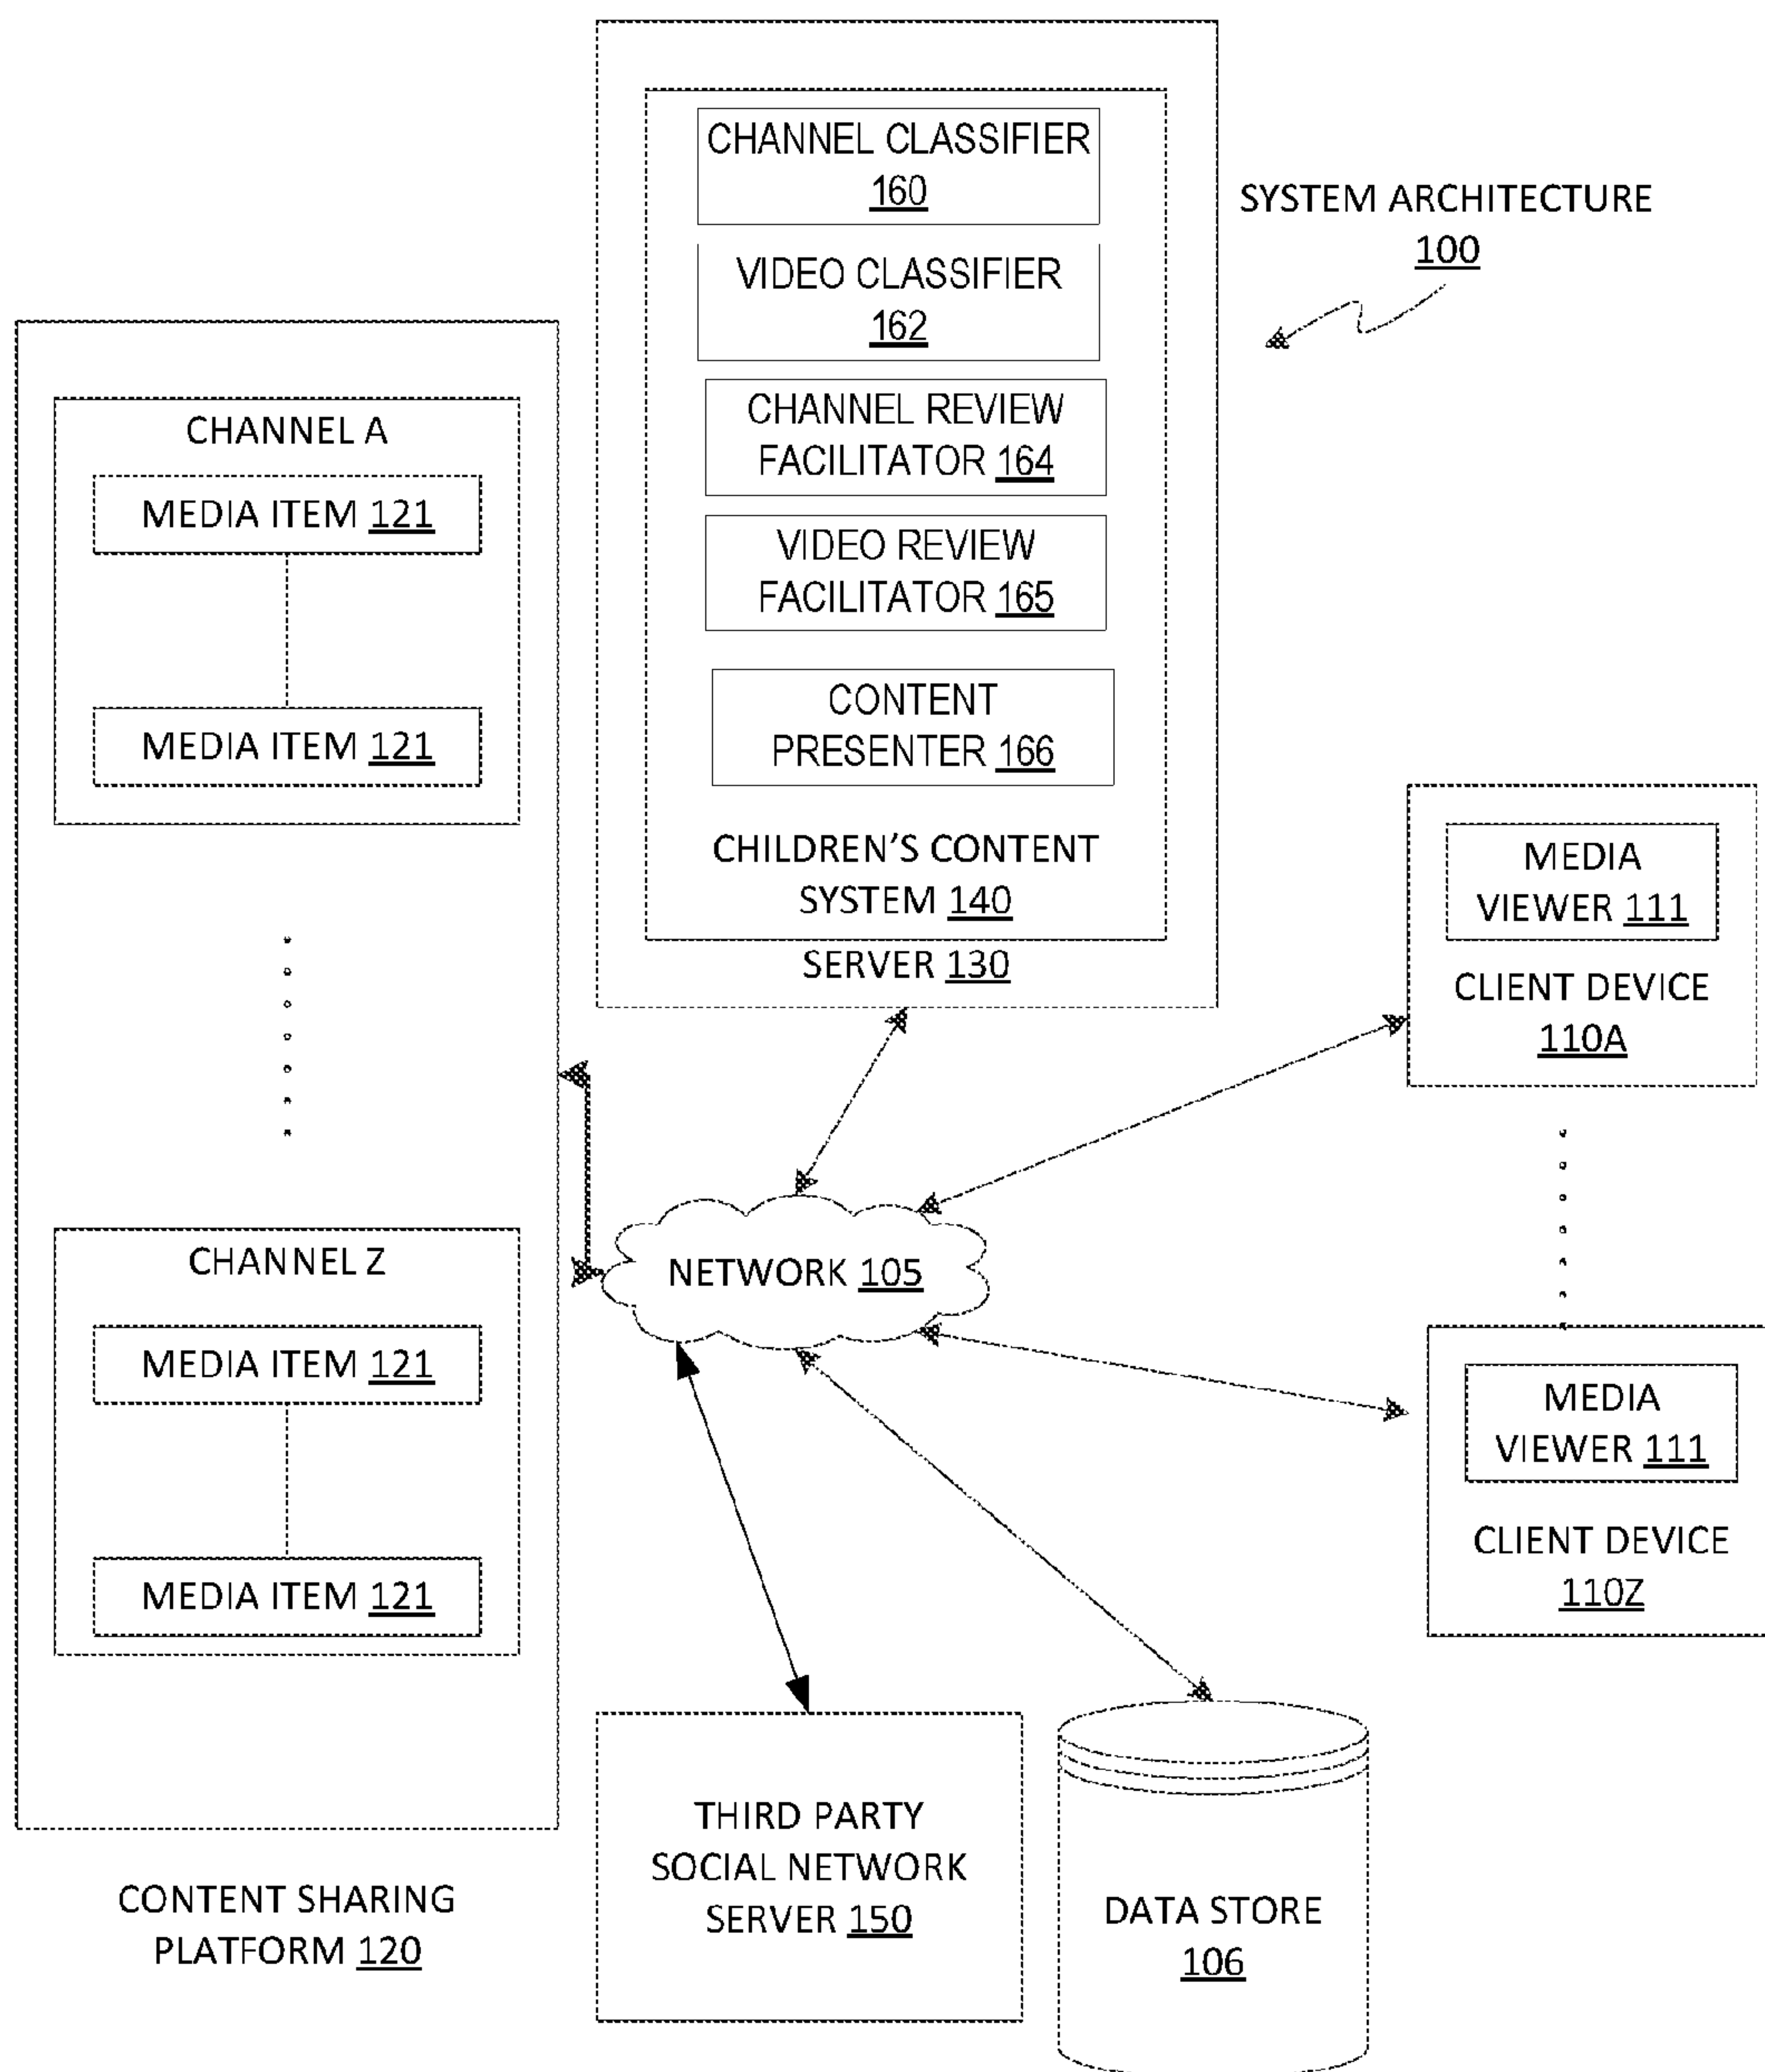 CHANNEL CLASSIFIER
160
VIDEO CLASSIFIER
162
CHANNEL REVIEW
FACILITATOR 164
VIDEO REVIEW
FACILITATOR 165
CONTENT
PRESENTER 166
CHILDREN'S CONTENT
SYSTEM 140
SERVER 130
SYSTEM ARCHITECTURE
100
CHANNEL A
MEDIA ITEM 121
MEDIA ITEM 121
CHANNEL Z
MEDIA ITEM 121
MEDIA ITEM 121
CONTENT SHARING
PLATFORM 120
NETWORK 105
MEDIA
VIEWER 111
CLIENT DEVICE
110A
MEDIA
VIEWER 111
CLIENT DEVICE
110Z
THIRD PARTY
SOCIAL NETWORK
SERVER 150
DATA STORE
106